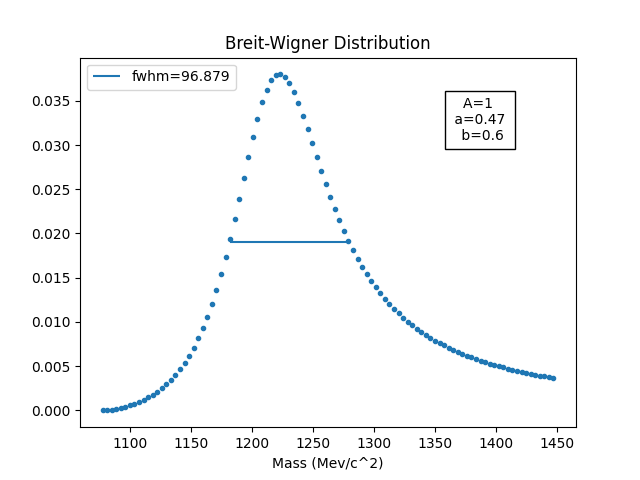 Breit-Wigner Distribution
fwhm=96.879
A=1
a=0.47
b=0.6
0.035
0.030
0.025
0.020
0.015
0.010
0.005
0.000
1100 1150 1200 1250 1300 1350 1400 1450
Mass (Mev/c^2)